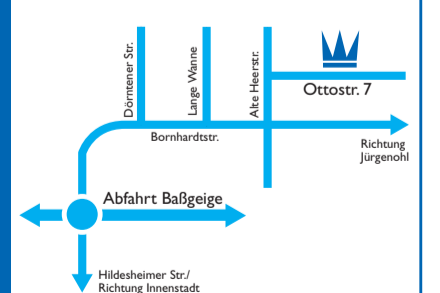 Dörntener Str.
Lange Wanne
Alte Heerstr.
Ottostr. 7
Bornhardtstr.
Richtung
Jürgenohl
Abfahrt Baßgeige
Hildesheimer Str./
Richtung Innenstadt